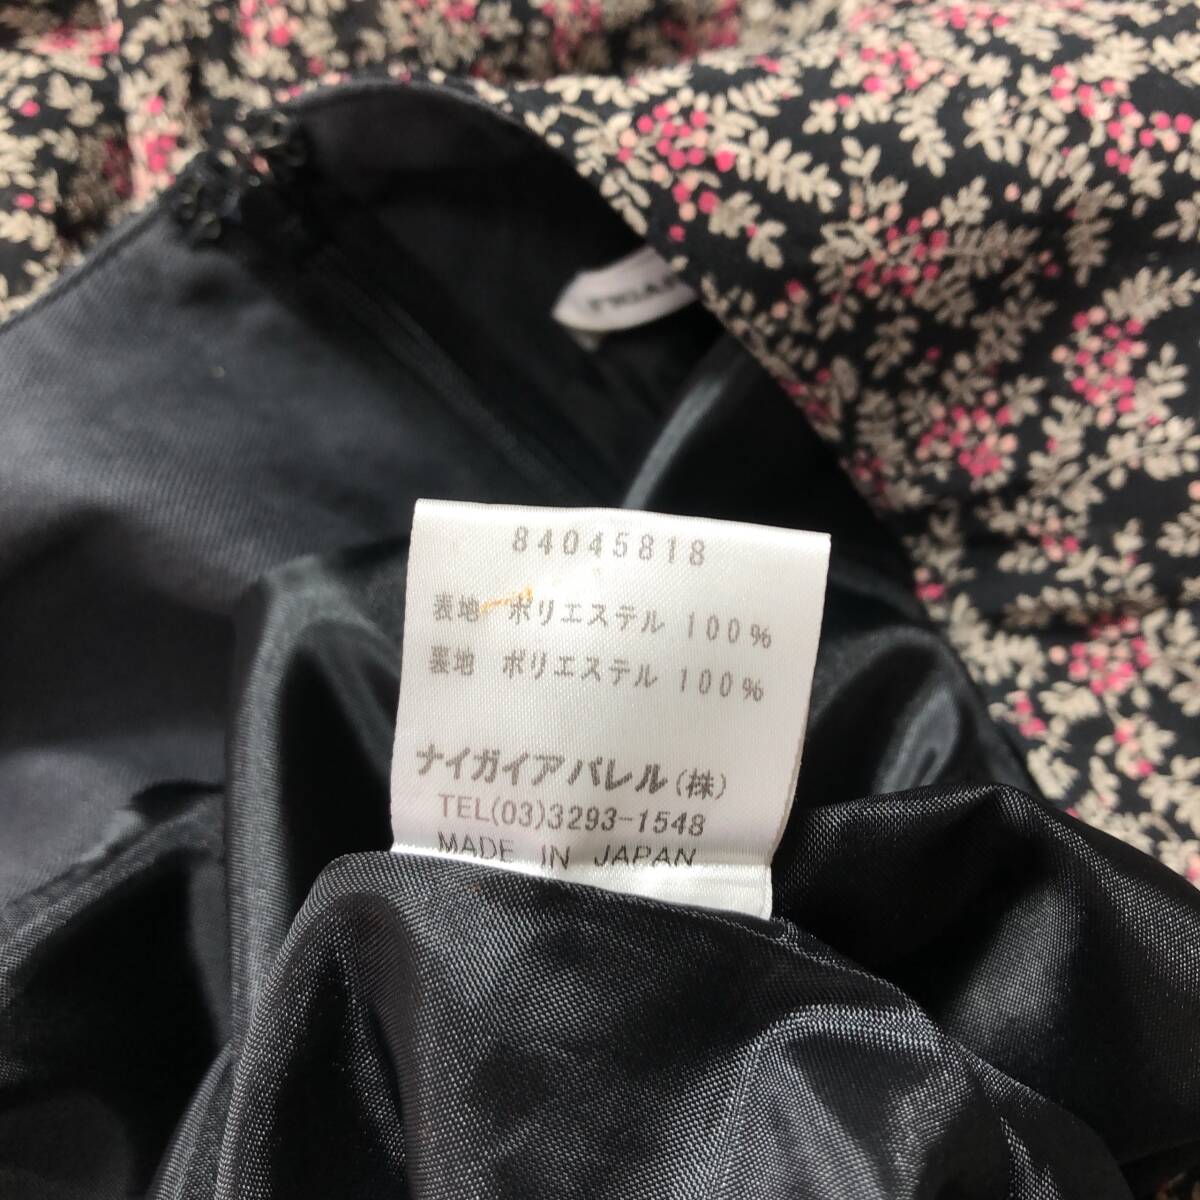 84045818
表地 ポリエステル 100%
裏地 ポリエステル 100%
ナイガイアパレル(株)
TEL(03)3293-1548
MADE IN JAPAN